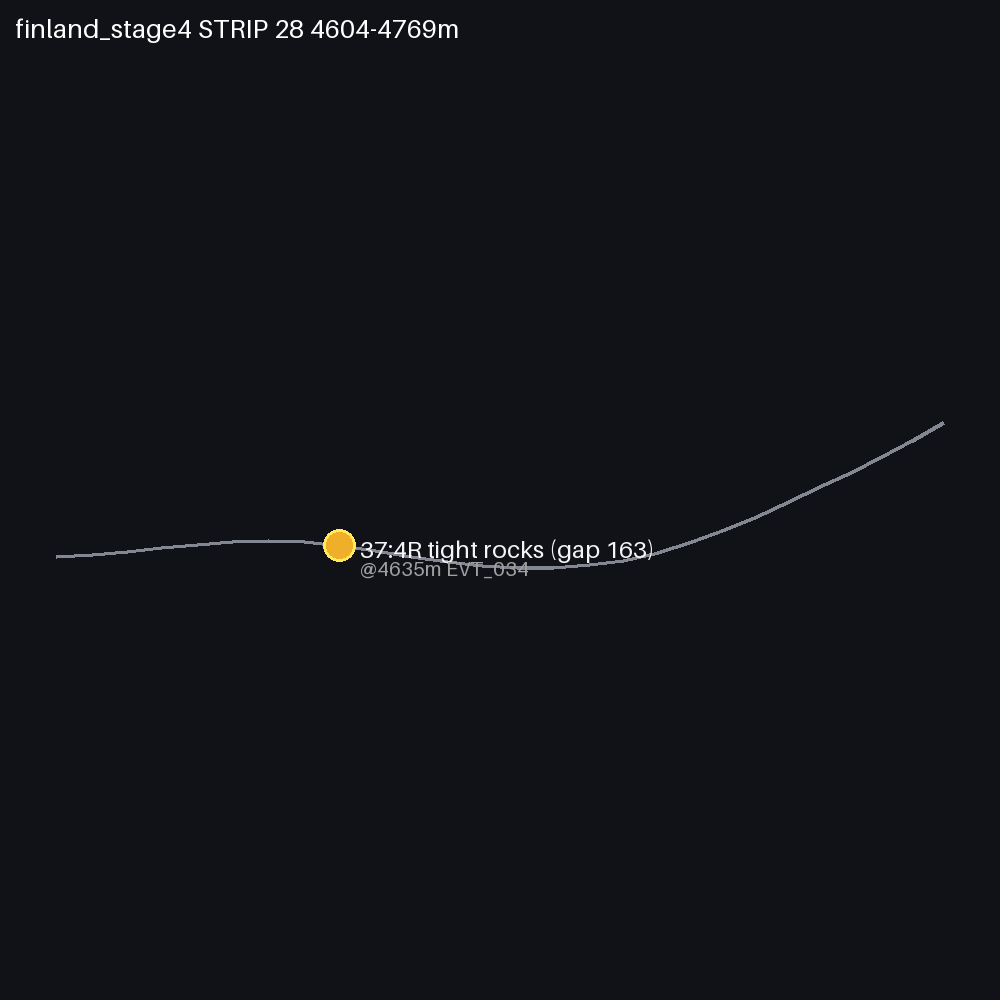 finland_stage4 STRIP 28 4604-4769m
37:4R tight rocks (gap 163)
@4635m EVT_034